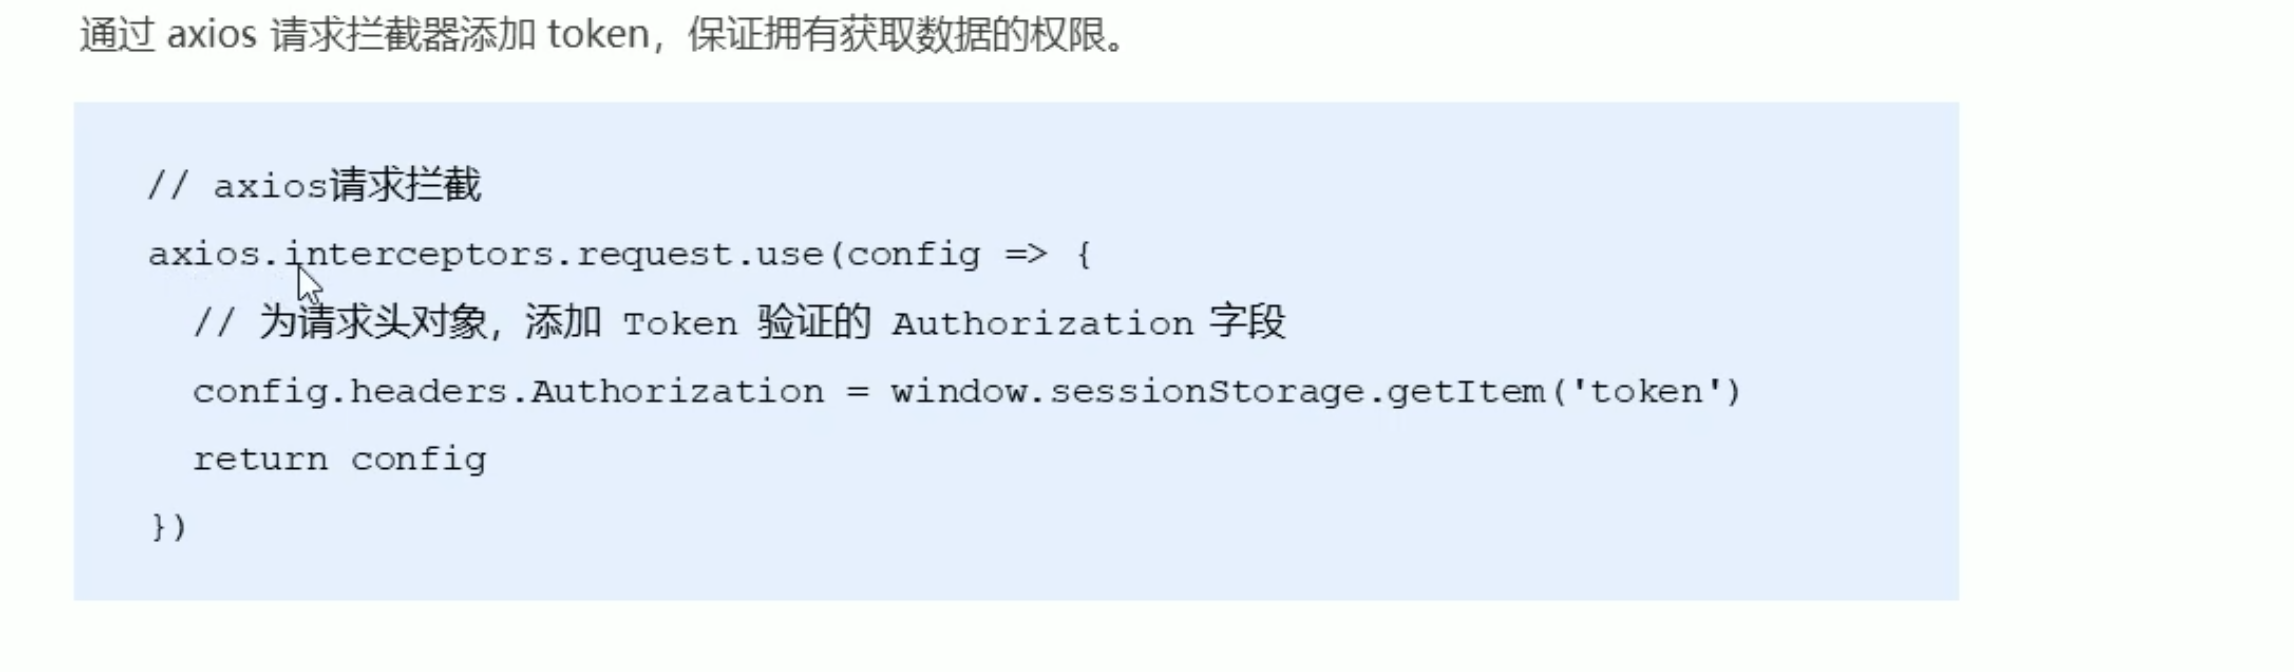 通过 axios 请求拦截器添加 token，保证拥有获取数据的权限。
// axios请求拦截
axios.interceptors.request.use(config => {
// 为请求头对象，添加 Token 验证的 Authorization 字段
config.headers.Authorization = window.sessionStorage.getItem('token')
return config
})